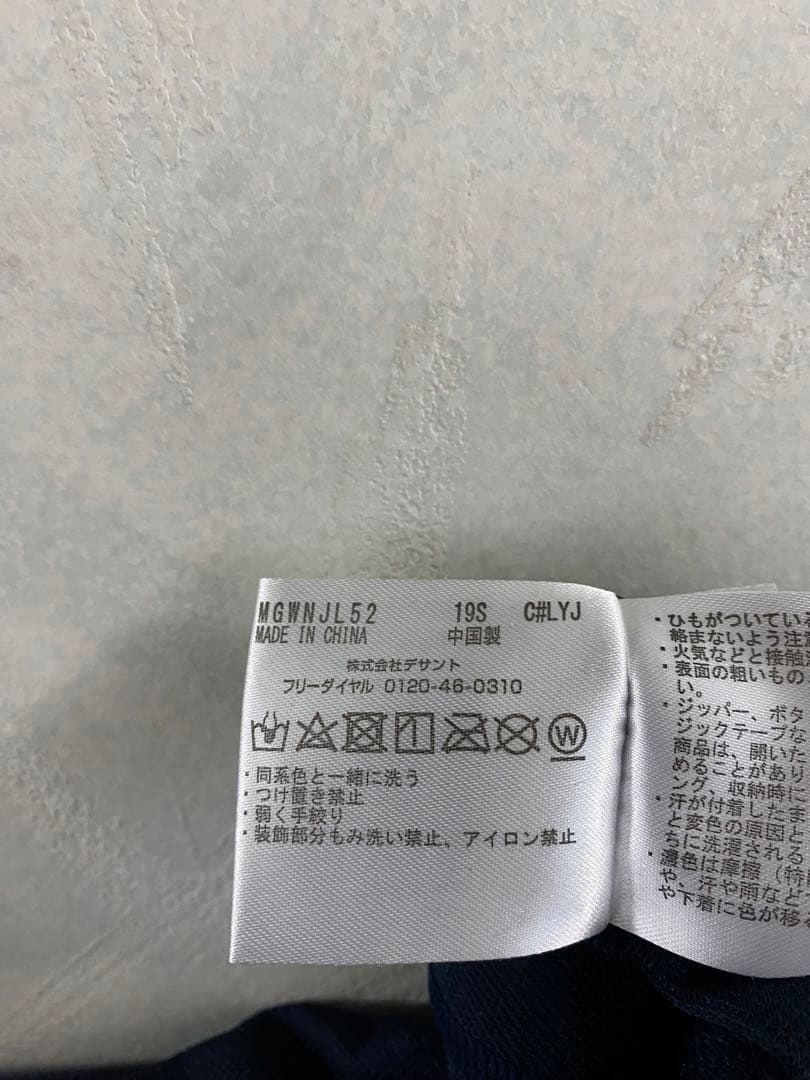 MGWNJL52 19S C#LYJ
MADE IN CHINA 中国製
株式会社デサント
フリーダイヤル 0120-46-0310
W
・同系色と一緒に洗う
・つけ置き禁止
・弱く手絞り
・装飾部分もみ洗い禁止、アイロン禁止
・ひもがついている
絡まないよう注意
・火気などと接触
・表面の粗いもの
い。
・ジッパー、ボタ
ジックテープな
商品は、開いた
めることがあり
ング、収納時に
・汗が付着したま
と変色の原因と
ちに洗濯される
・濃色は摩擦（特
や、汗や雨など
や下着に色が移る